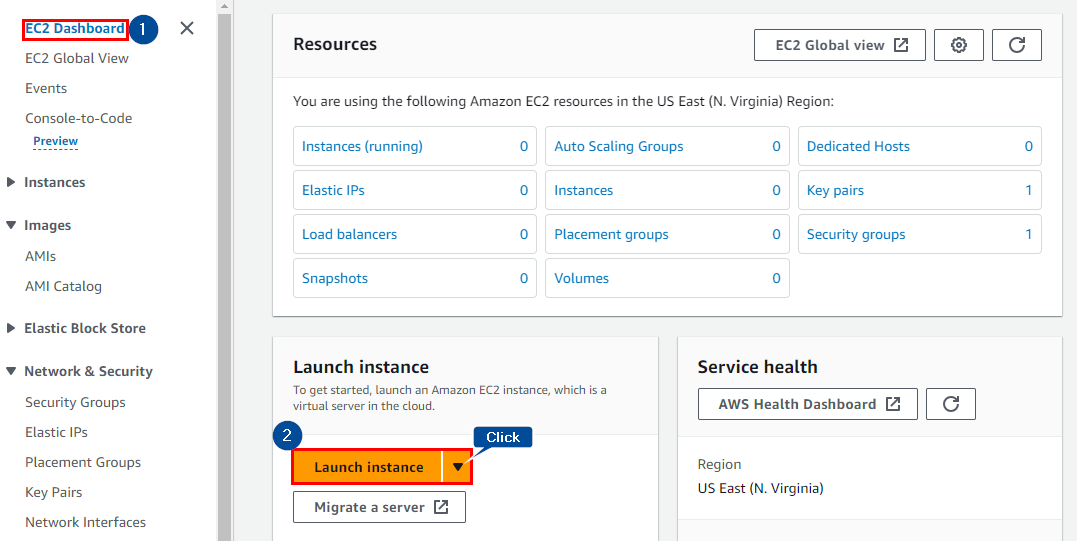 EC2 Dashboard 1
EC2 Global View
Events
Console-to-Code
Preview
Instances
Images
AMIs
AMI Catalog
Elastic Block Store
Network & Security
Security Groups
Elastic IPs
Placement Groups
Key Pairs
Network Interfaces
Resources
EC2 Global view
You are using the following Amazon EC2 resources in the US East (N. Virginia) Region:
Instances (running) 0 Auto Scaling Groups 0 Dedicated Hosts 0
Elastic IPs 0 Instances 0 Key pairs 1
Load balancers 0 Placement groups 0 Security groups 1
Snapshots 0 Volumes 0
Launch instance
To get started, launch an Amazon EC2 instance, which is a
virtual server in the cloud.
2 Click
Launch instance
Migrate a server
Service health
AWS Health Dashboard
Region
US East (N. Virginia)